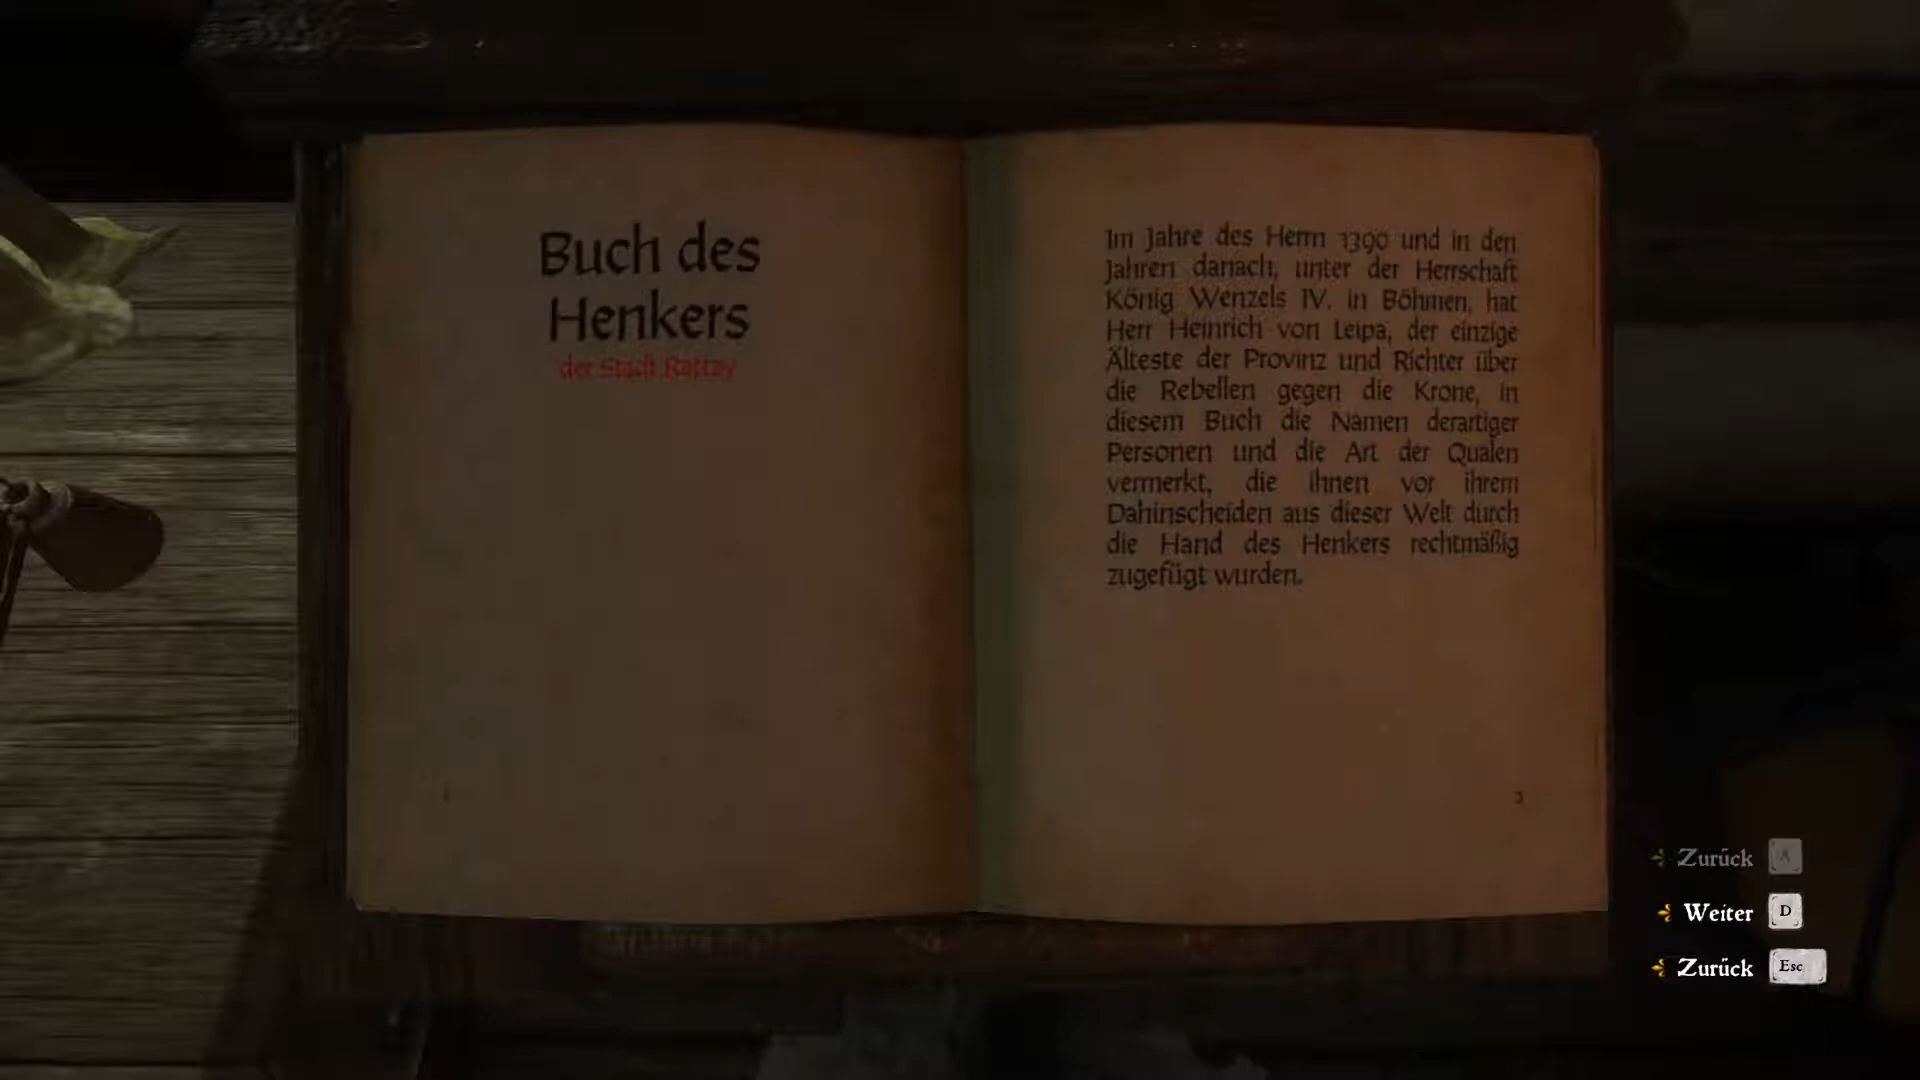 Buch des
Henkers
der Stadt Rattay
Im Jahre des Herrn 1390 und in den
Jahren danach, unter der Herrschaft
König Wenzels IV. in Böhmen, hat
Herr Heinrich von Leipa, der einzige
Älteste der Provinz und Richter über
die Rebellen gegen die Krone, in
diesem Buch die Namen derartiger
Personen und die Art der Qualen
vermerkt, die ihnen vor ihrem
Dahinscheiden aus dieser Welt durch
die Hand des Henkers rechtmäßig
zugefügt wurden.
1
2
Zurück A
Weiter D
Zurück Esc